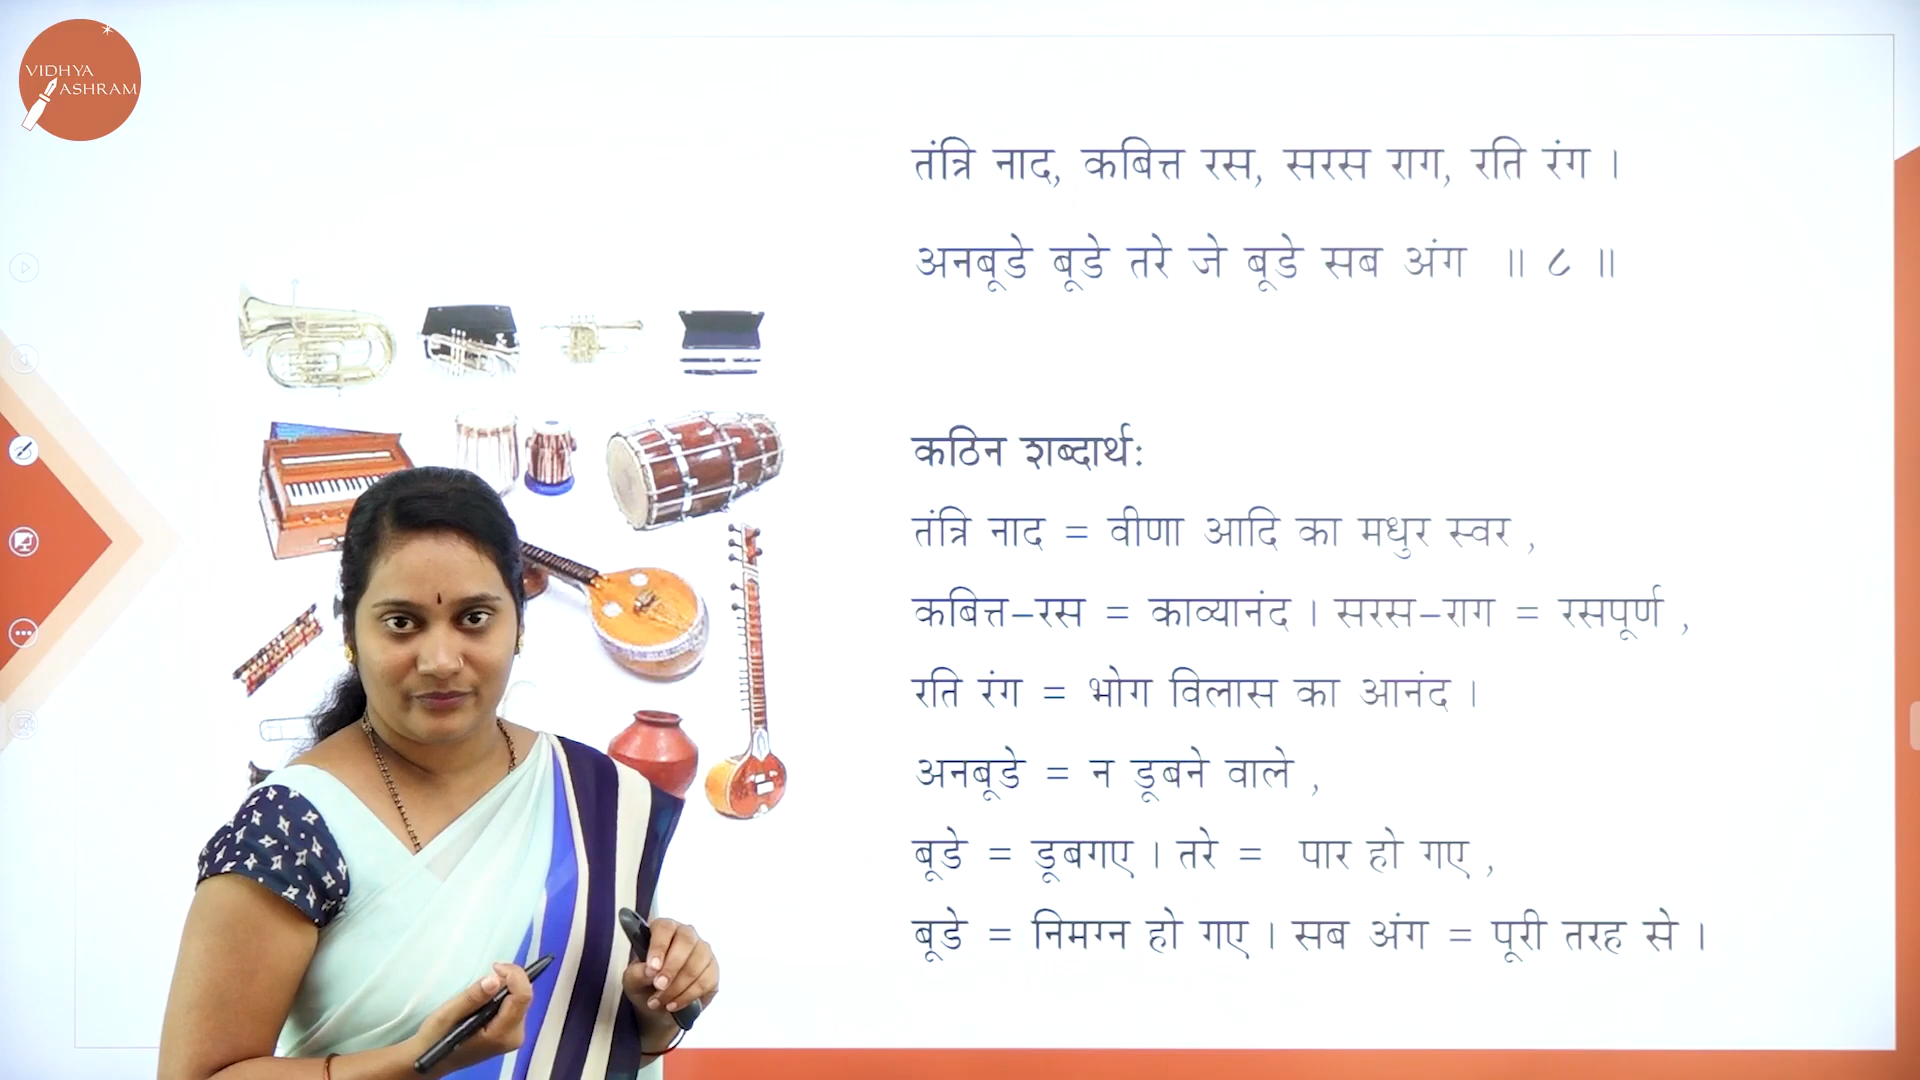 VIDHYA
ASHRAM
तंत्रि नाद, कबित्त रस, सरस राग, रति रंग ।
अनबूडे बूडे तरे जे बूडे सब अंग ॥ ८ ॥
कठिन शब्दार्थ:
तंत्रि नाद = वीणा आदि का मधुर स्वर ,
कबित्त-रस = काव्यानंद । सरस-राग = रसपूर्ण ,
रति रंग = भोग विलास का आनंद ।
अनबूडे = न डूबने वाले ,
बूडे = डूबगए । तरे = पार हो गए ,
बूडे = निमग्न हो गए । सब अंग = पूरी तरह से ।